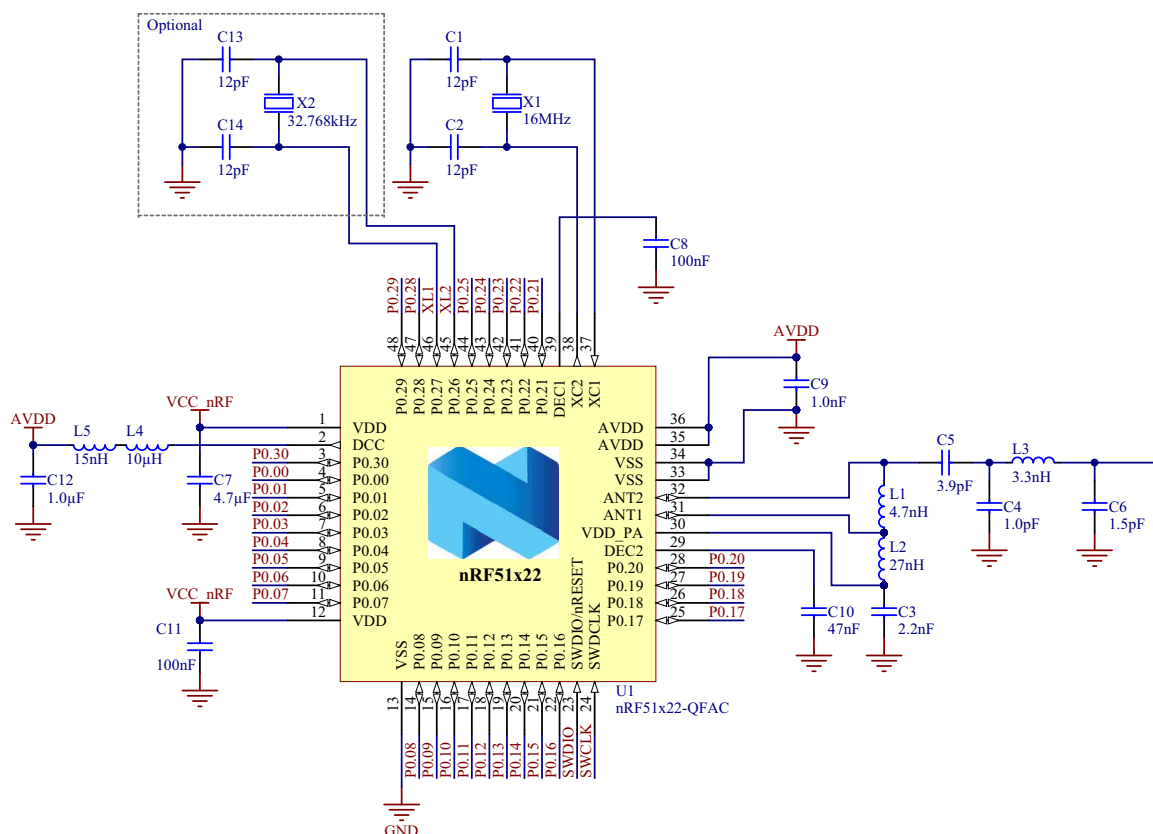 Optional
C13
12pF
X2
32.768kHz
C14
12pF
C1
12pF
X1
16MHz
C2
12pF
C8
100nF
P0.29
P0.28
XL1
XL2
P0.25
P0.24
P0.23
P0.22
P0.21
48
47
46
45
44
43
42
41
40
39
38
37
P0.29
P0.28
P0.27
P0.26
P0.25
P0.24
P0.23
P0.22
P0.21
DEC1
XC2
XC1
AVDD
C9
1.0nF
AVDD
L5
15nH
L4
10µH
C12
1.0µF
VCC_nRF
C7
4.7µF
VCC_nRF
C11
100nF
1 VDD
2 DCC
P0.30 3 P0.30
P0.00 4 P0.00
P0.01 5 P0.01
P0.02 6 P0.02
P0.03 7 P0.03
P0.04 8 P0.04
P0.05 9 P0.05
P0.06 10 P0.06
P0.07 11 P0.07
12 VDD
nRF51x22
AVDD 36
AVDD 35
VSS 34
VSS 33
ANT2 32
ANT1 31
VDD_PA 30
DEC2 29
P0.20 28 P0.20
P0.19 27 P0.19
P0.18 26 P0.18
P0.17 25 P0.17
C5
3.9pF
L3
3.3nH
L1
4.7nH
C4
1.0pF
C6
1.5pF
L2
27nH
C10
47nF
C3
2.2nF
VSS
P0.08
P0.09
P0.10
P0.11
P0.12
P0.13
P0.14
P0.15
P0.16
SWDIO/nRESET
SWDCLK
U1
nRF51x22-QFAC
13
14
15
16
17
18
19
20
21
22
23
24
P0.08
P0.09
P0.10
P0.11
P0.12
P0.13
P0.14
P0.15
P0.16
SWDIO
SWCLK
GND